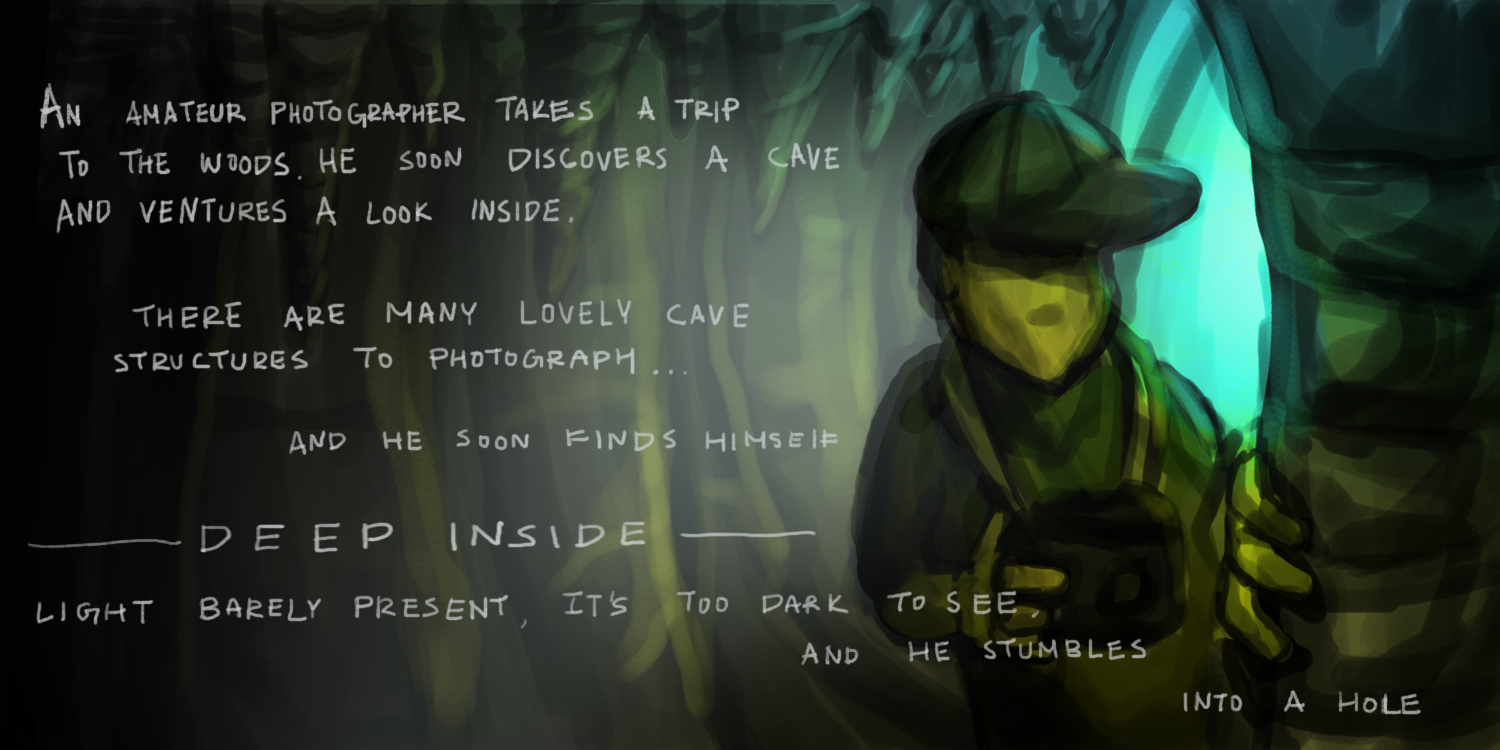 AN AMATEUR PHOTOGRAPHER TAKES A TRIP
TO THE WOODS. HE SOON DISCOVERS A CAVE
AND VENTURES A LOOK INSIDE.
THERE ARE MANY LOVELY CAVE
STRUCTURES TO PHOTOGRAPH...
AND HE SOON FINDS HIMSELF
DEEP INSIDE
LIGHT BARELY PRESENT, IT'S TOO DARK TO SEE,
AND HE STUMBLES
INTO A HOLE